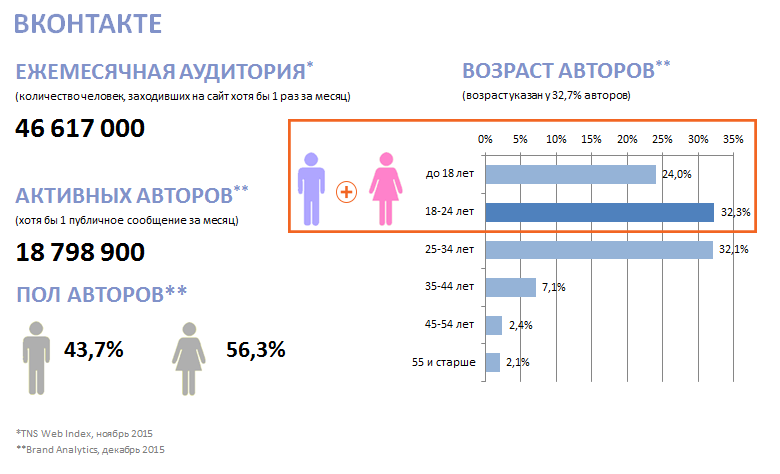 ВКОНТАКТЕ
ЕЖЕМЕСЯЧНАЯ АУДИТОРИЯ*
(количество человек, заходивших на сайт хотя бы 1 раз за месяц)
46 617 000
АКТИВНЫХ АВТОРОВ**
(хотя бы 1 публичное сообщение за месяц)
18 798 900
ПОЛ АВТОРОВ**
43,7% 56,3%
ВОЗРАСТ АВТОРОВ**
(возраст указан у 32,7% авторов)
0% 5% 10% 15% 20% 25% 30% 35%
до 18 лет 24,0%
18-24 лет 32,3%
25-34 лет 32,1%
35-44 лет 7,1%
45-54 лет 2,4%
55 и старше 2,1%
*TNS Web Index, ноябрь 2015
**Brand Analytics, декабрь 2015